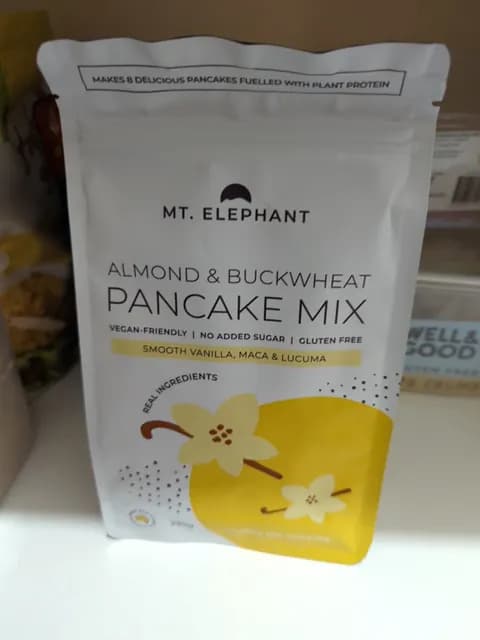 MAKES 8 DELICIOUS PANCAKES FUELLED WITH PLANT PROTEIN
MT. ELEPHANT
ALMOND & BUCKWHEAT
PANCAKE MIX
VEGAN-FRIENDLY | NO ADDED SUGAR | GLUTEN FREE
SMOOTH VANILLA, MACA & LUCUMA
REAL INGREDIENTS
WELL&
GOOD